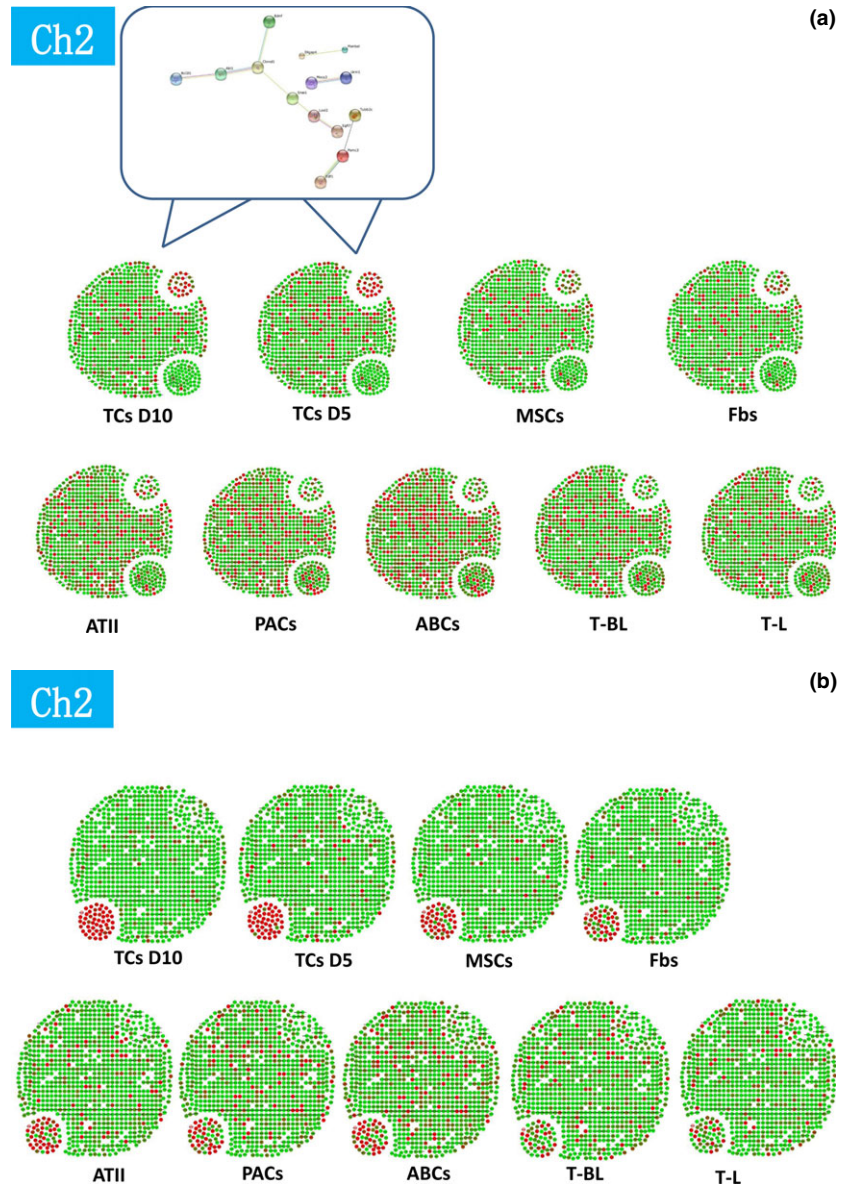 Ch2
(a)
TCs D10
TCs D5
MSCs
Fbs
ATII
PACs
ABCs
T-BL
T-L
Ch2
(b)
TCs D10
TCs D5
MSCs
Fbs
ATII
PACs
ABCs
T-BL
T-L